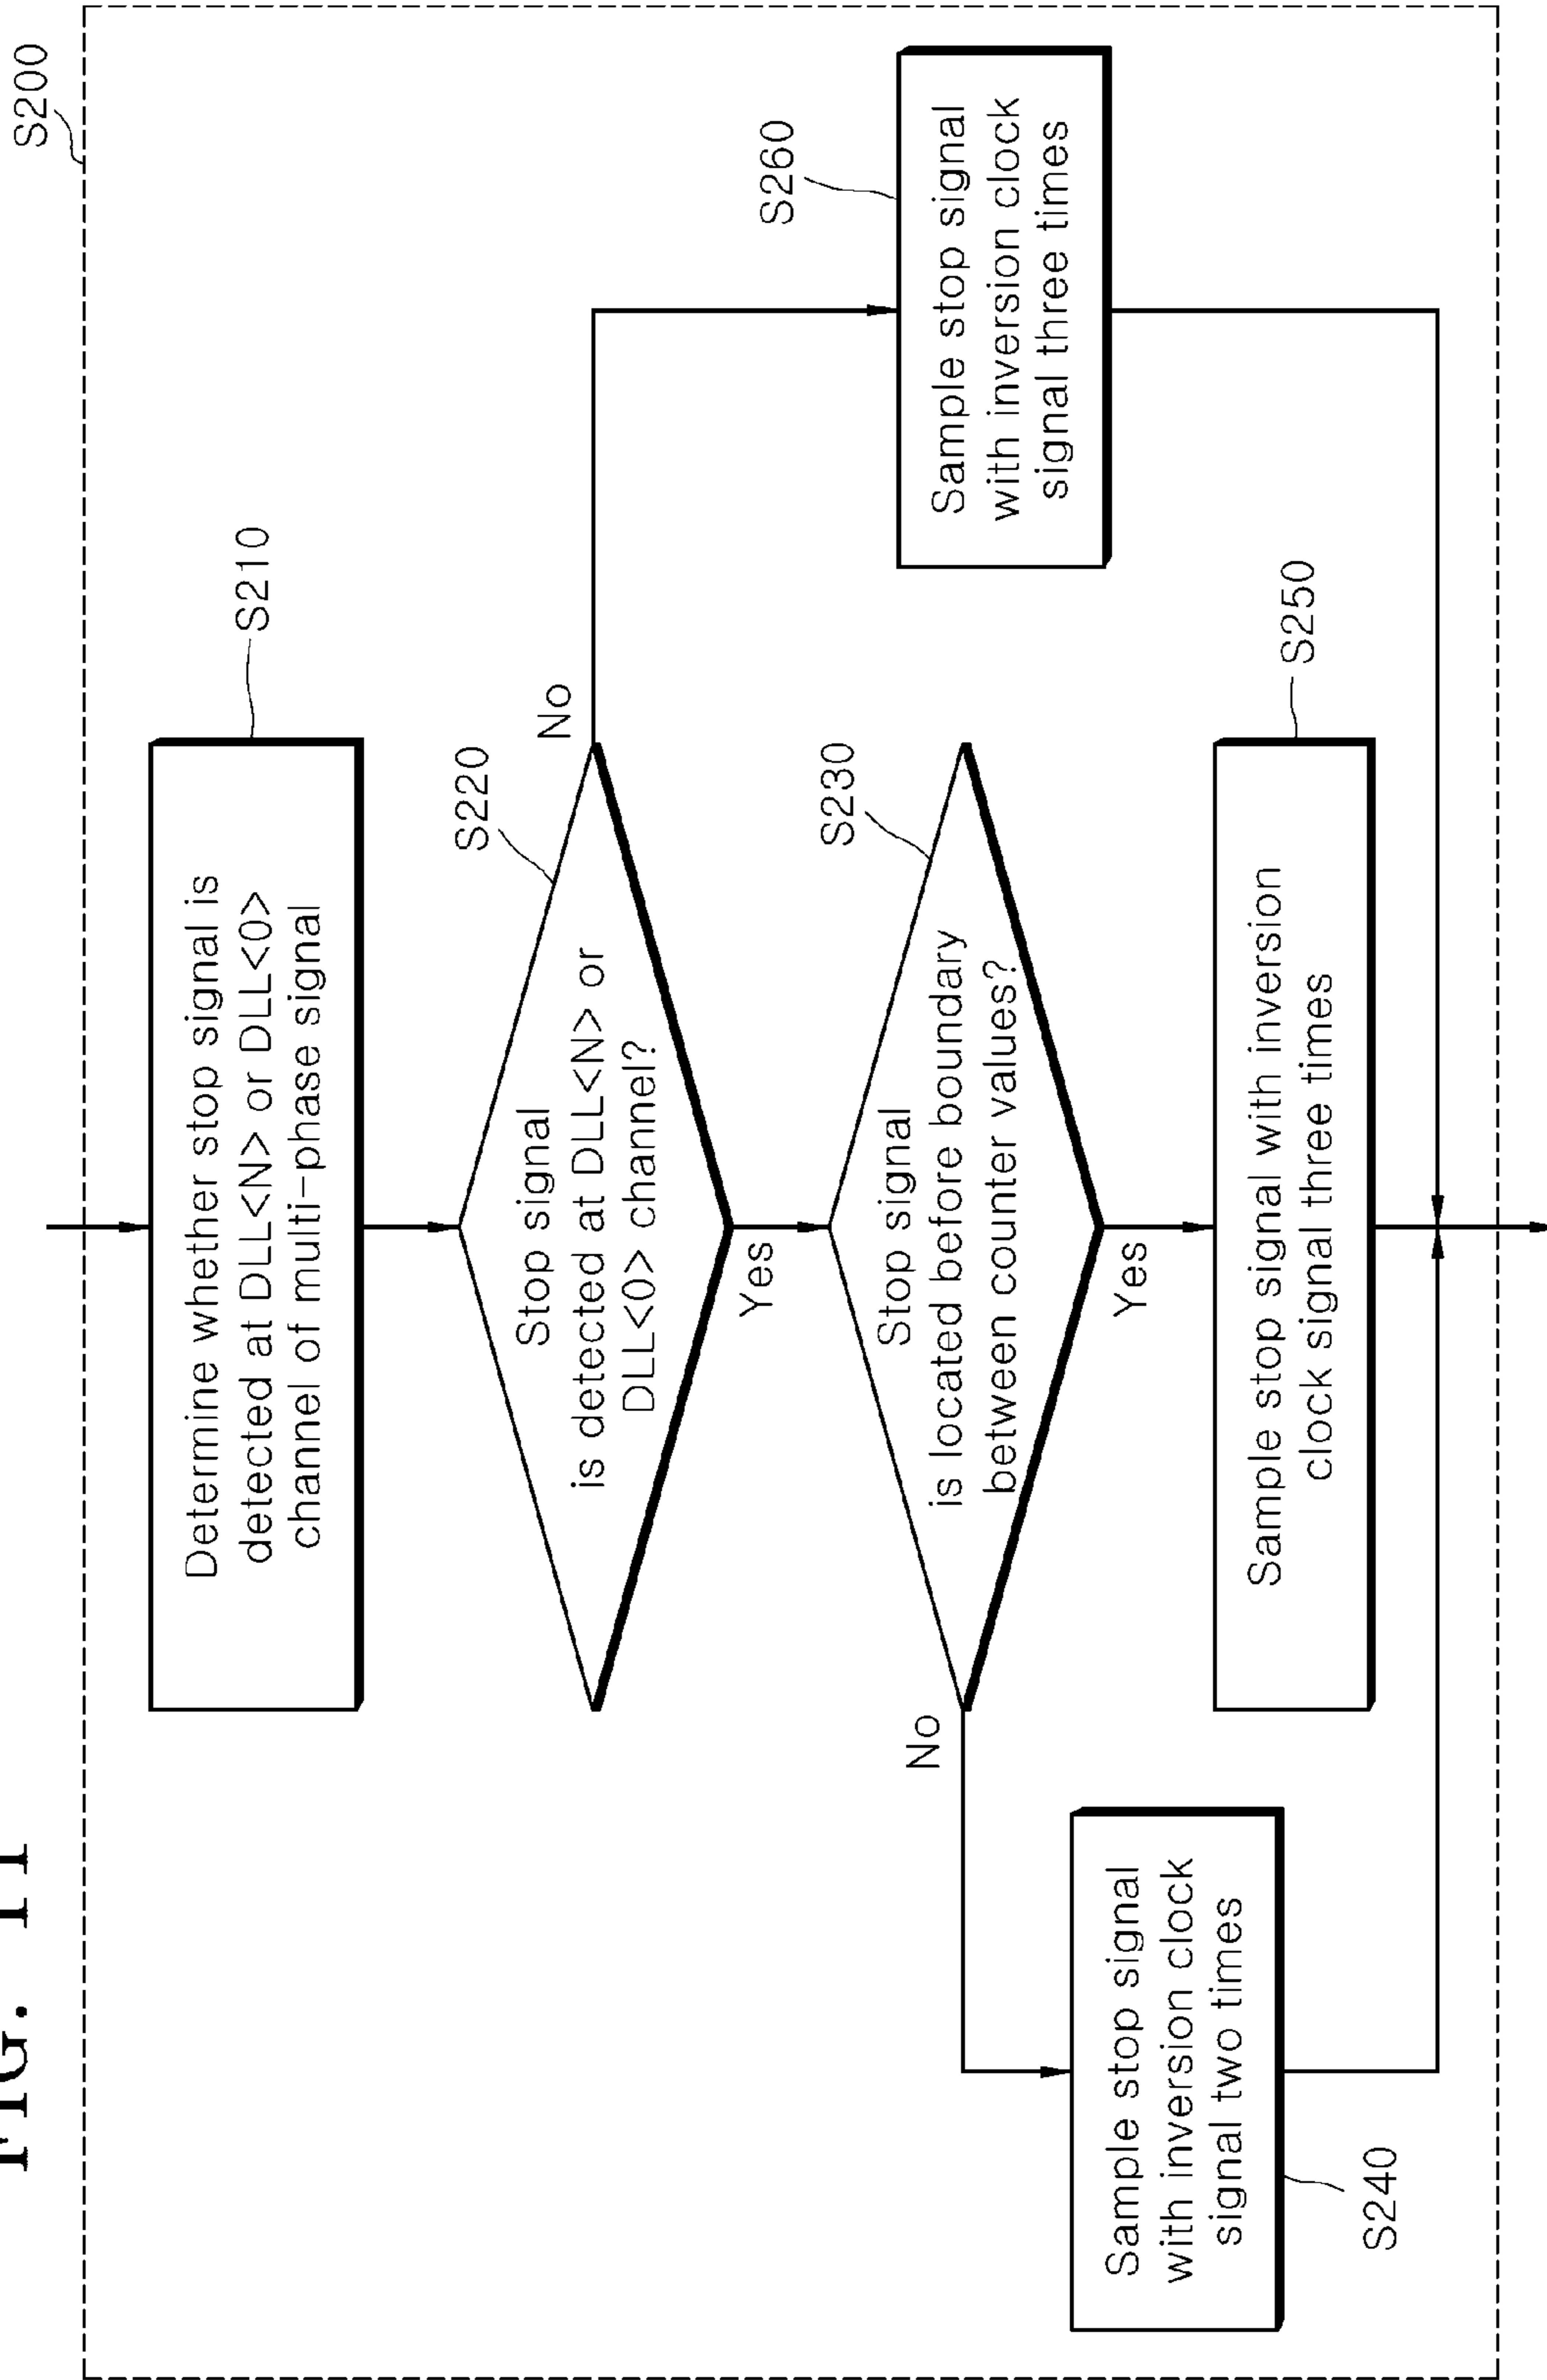 FIG. 11
S200
Determine whether stop signal is
detected at DLL<N> or DLL<0>
channel of multi-phase signal
S210
Stop signal
is detected at DLL<N> or
DLL<0> channel?
S220
No
Yes
Stop signal
is located before boundary
between counter values?
S230
No
Yes
Sample stop signal
with inversion clock
signal two times
S240
Sample stop signal with inversion
clock signal three times
S250
Sample stop signal
with inversion clock
signal three times
S260